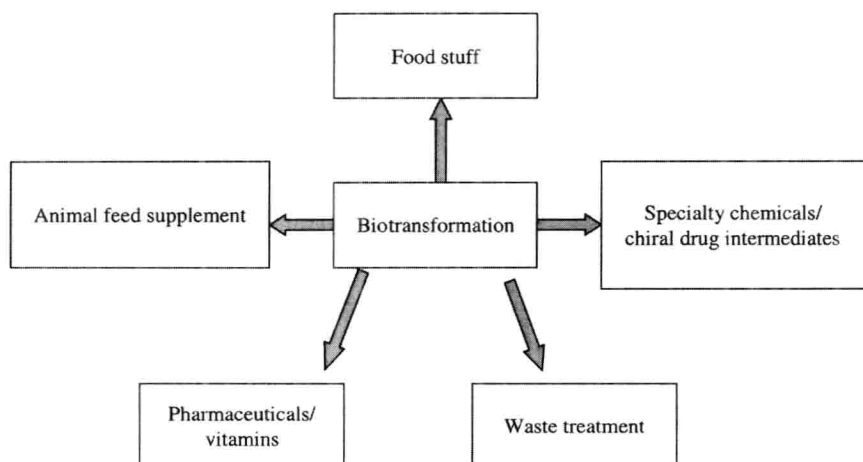 Food stuff
Animal feed supplement
Biotransformation
Specialty chemicals/
chiral drug intermediates
Pharmaceuticals/
vitamins
Waste treatment